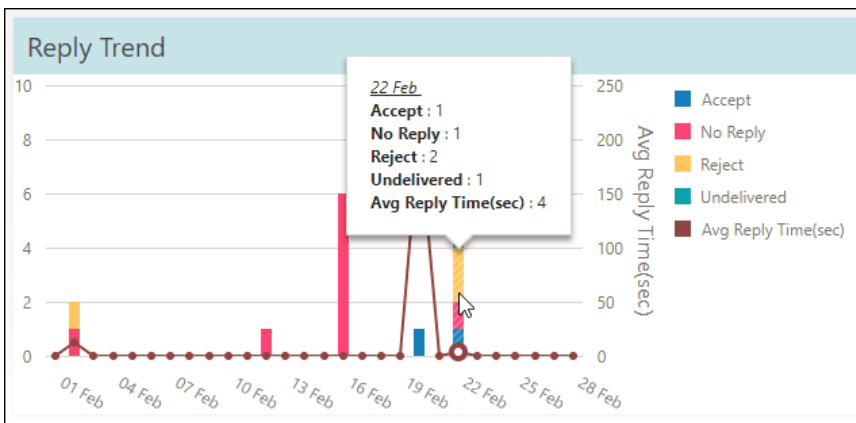 Reply Trend
22 Feb
Accept : 1
No Reply : 1
Reject : 2
Undelivered : 1
Avg Reply Time(sec) : 4
10
8
6
4
2
0
250
200
150
100
50
0
Avg Reply Time(sec)
Accept
No Reply
Reject
Undelivered
Avg Reply Time(sec)
01 Feb
04 Feb
07 Feb
10 Feb
13 Feb
16 Feb
19 Feb
22 Feb
25 Feb
28 Feb